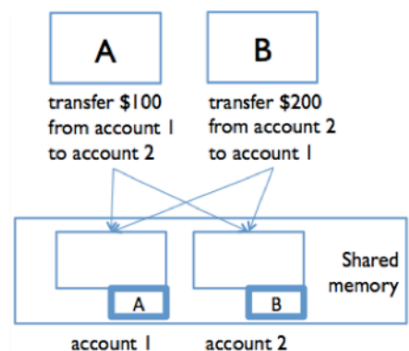 A
B
transfer $100
from account 1
to account 2
transfer $200
from account 2
to account 1
Shared
memory
A
B
account 1
account 2